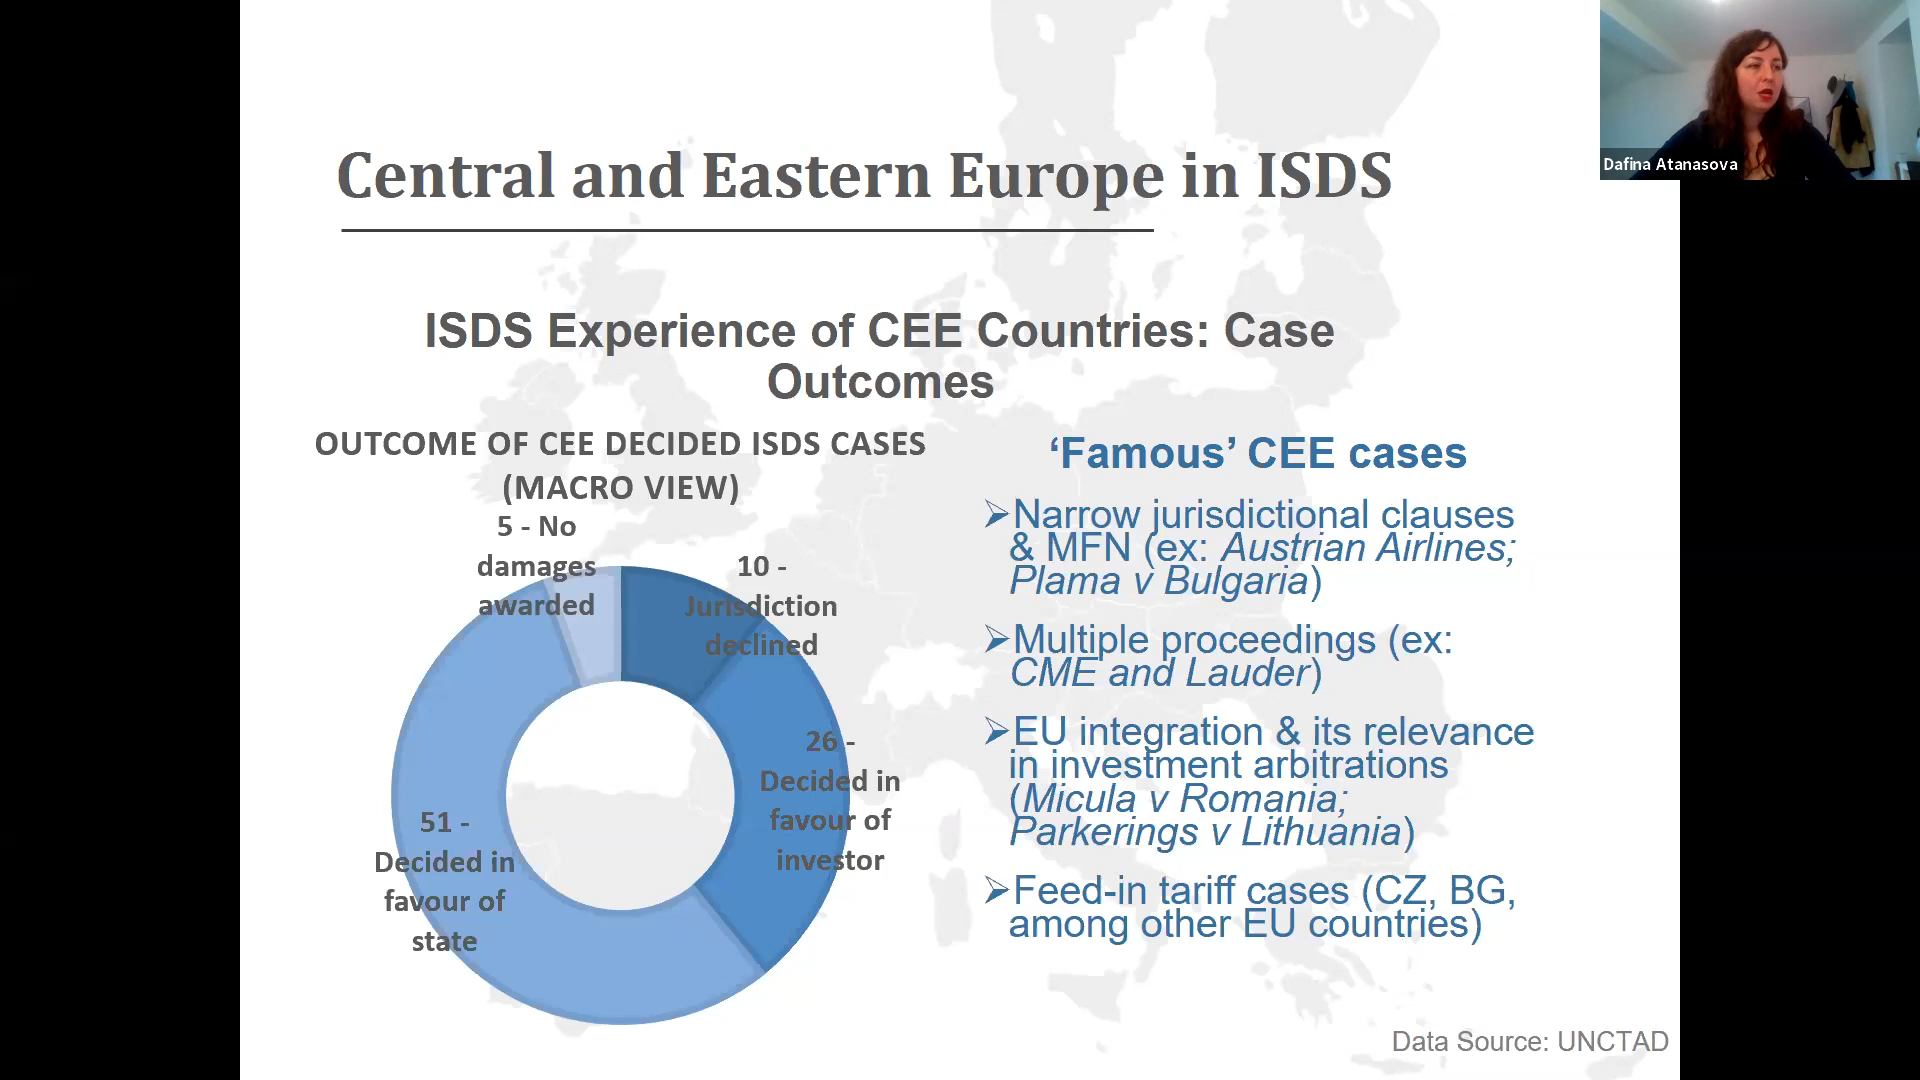 Dafina Atanasova
Central and Eastern Europe in ISDS
ISDS Experience of CEE Countries: Case
Outcomes
OUTCOME OF CEE DECIDED ISDS CASES
(MACRO VIEW)
5 - No
damages
awarded
10 -
Jurisdiction
declined
26 -
Decided in
favour of
investor
51 -
Decided in
favour of
state
‘Famous’ CEE cases
➢Narrow jurisdictional clauses
& MFN (ex: Austrian Airlines;
Plama v Bulgaria)
➢Multiple proceedings (ex:
CME and Lauder)
➢EU integration & its relevance
in investment arbitrations
(Micula v Romania;
Parkerings v Lithuania)
➢Feed-in tariff cases (CZ, BG,
among other EU countries)
Data Source: UNCTAD